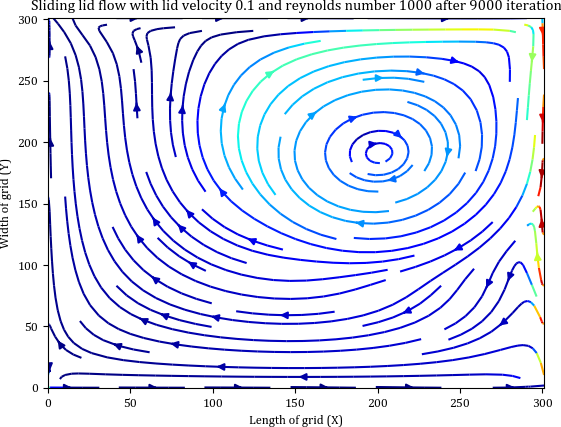 Sliding lid flow with lid velocity 0.1 and reynolds number 1000 after 9000 iteration
300
250
200
150
100
50
0
Width of grid (Y)
0 50 100 150 200 250 300
Length of grid (X)